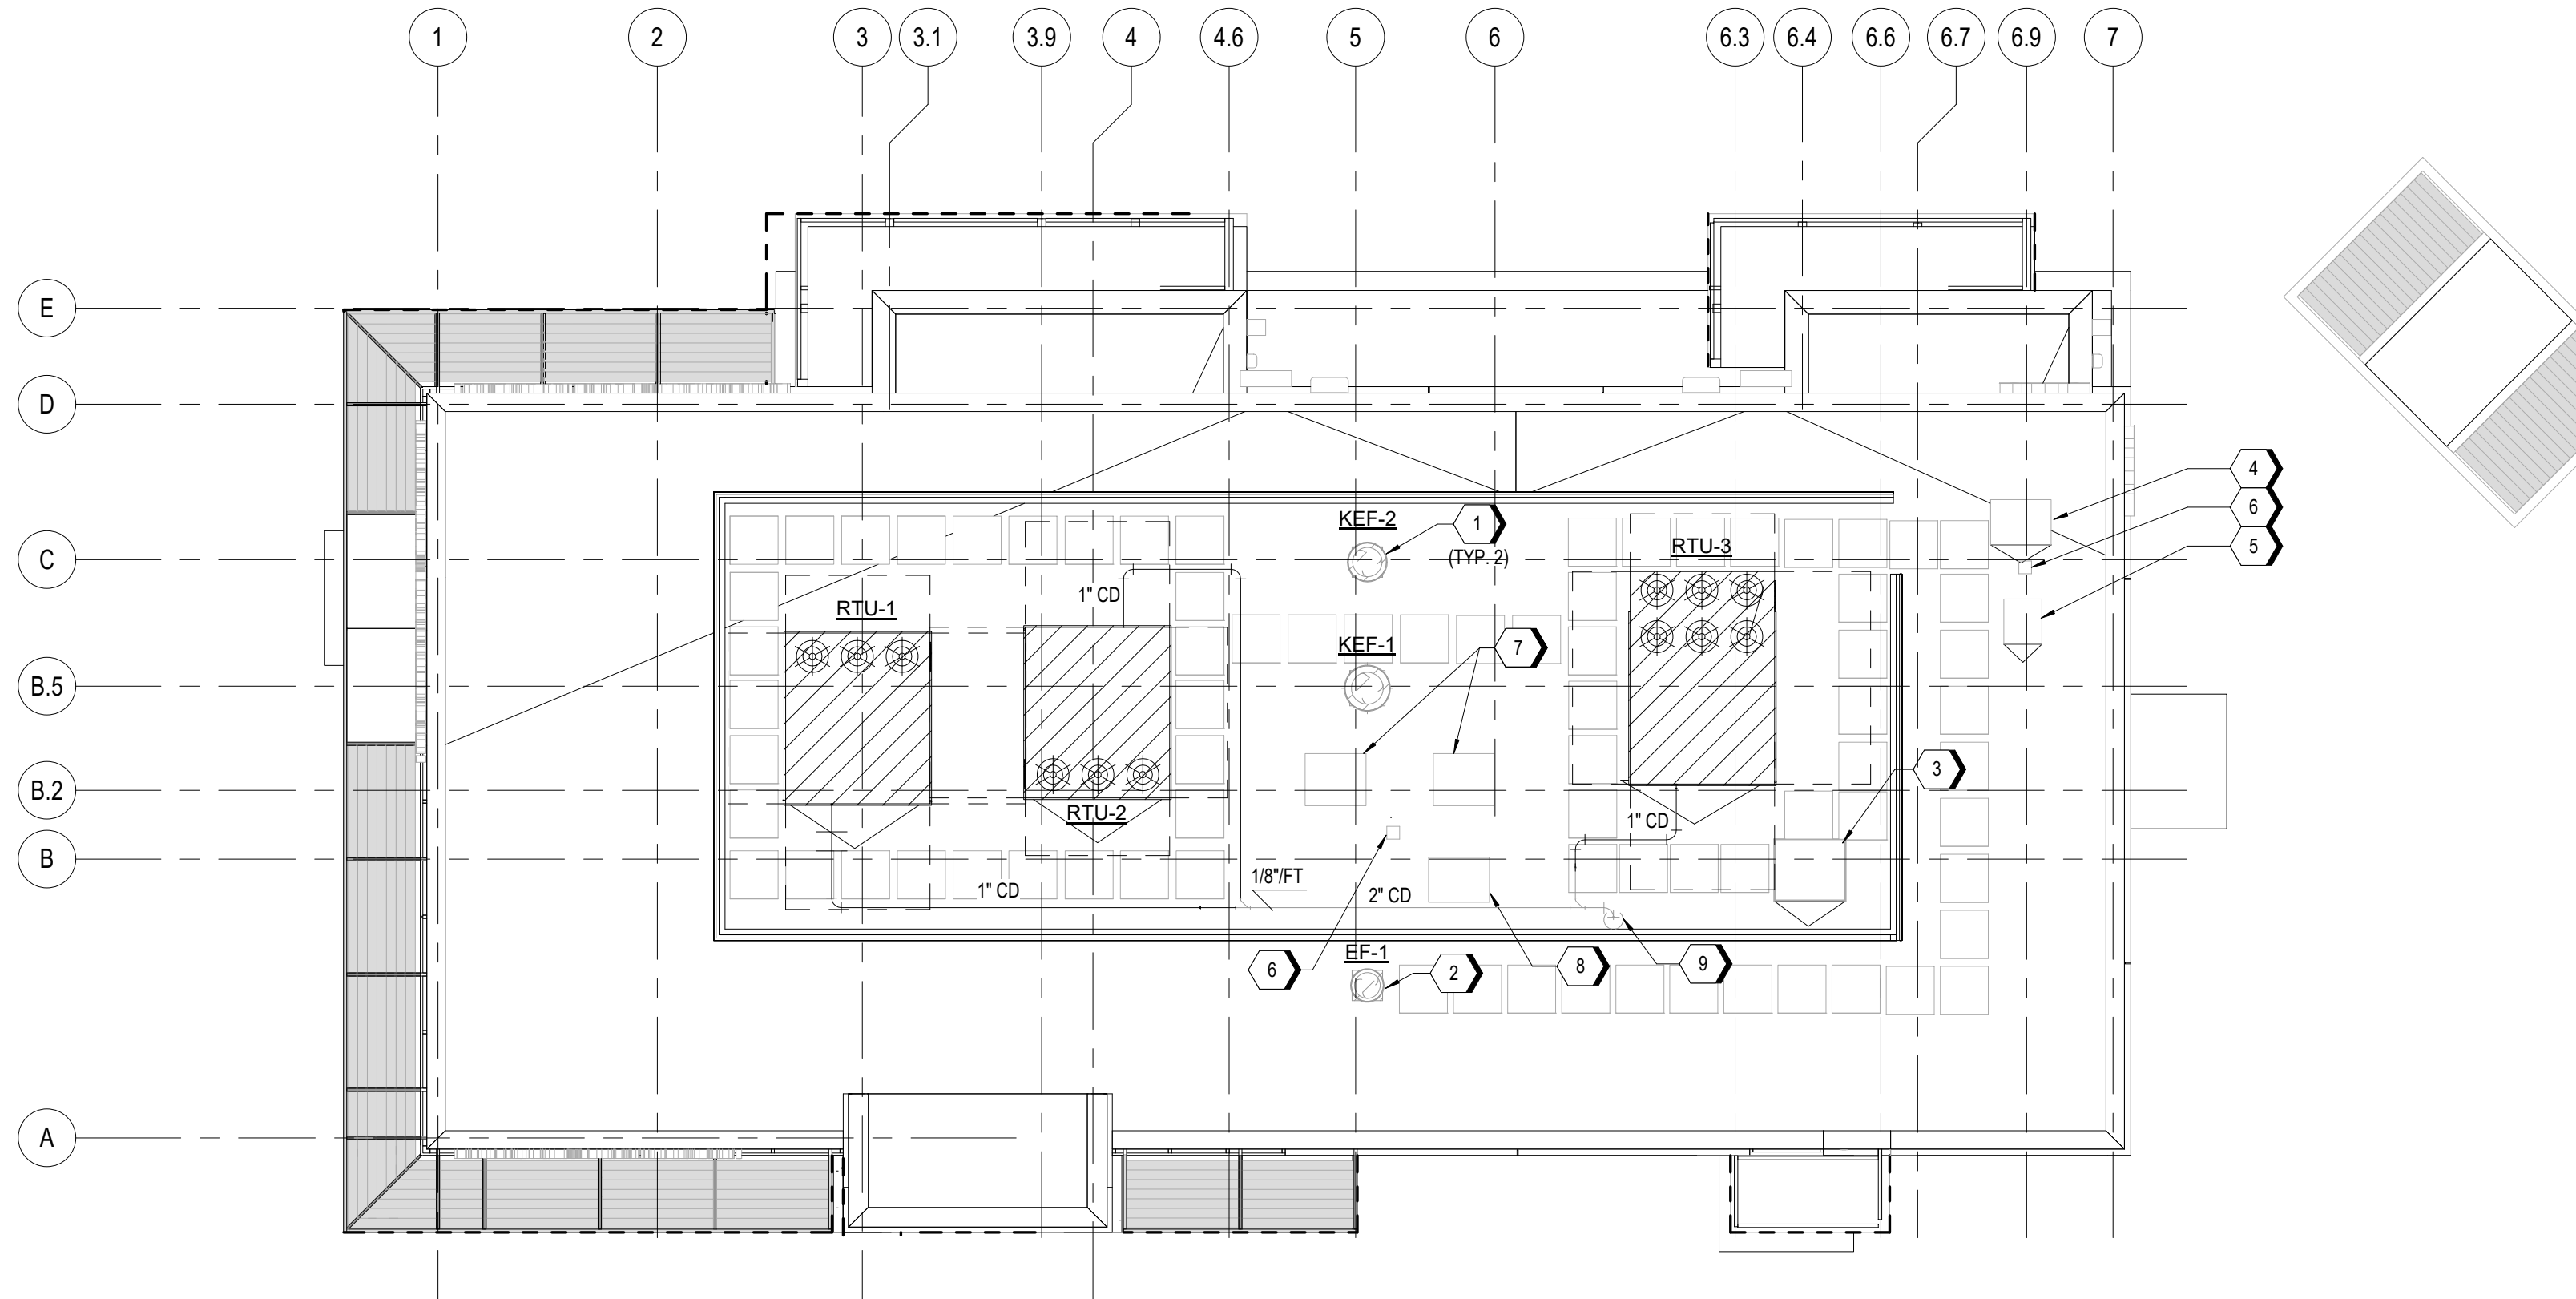 1
2
3
3.1
3.9
4
4.6
5
6
6.3
6.4
6.6
6.7
6.9
7
E
D
C
B.5
B.2
B
A
4
6
5
KEF-2
1
(TYP. 2)
RTU-3
1" CD
RTU-1
KEF-1
7
3
RTU-2
1" CD
1" CD
1/8"/FT
2" CD
EF-1
6
2
8
9